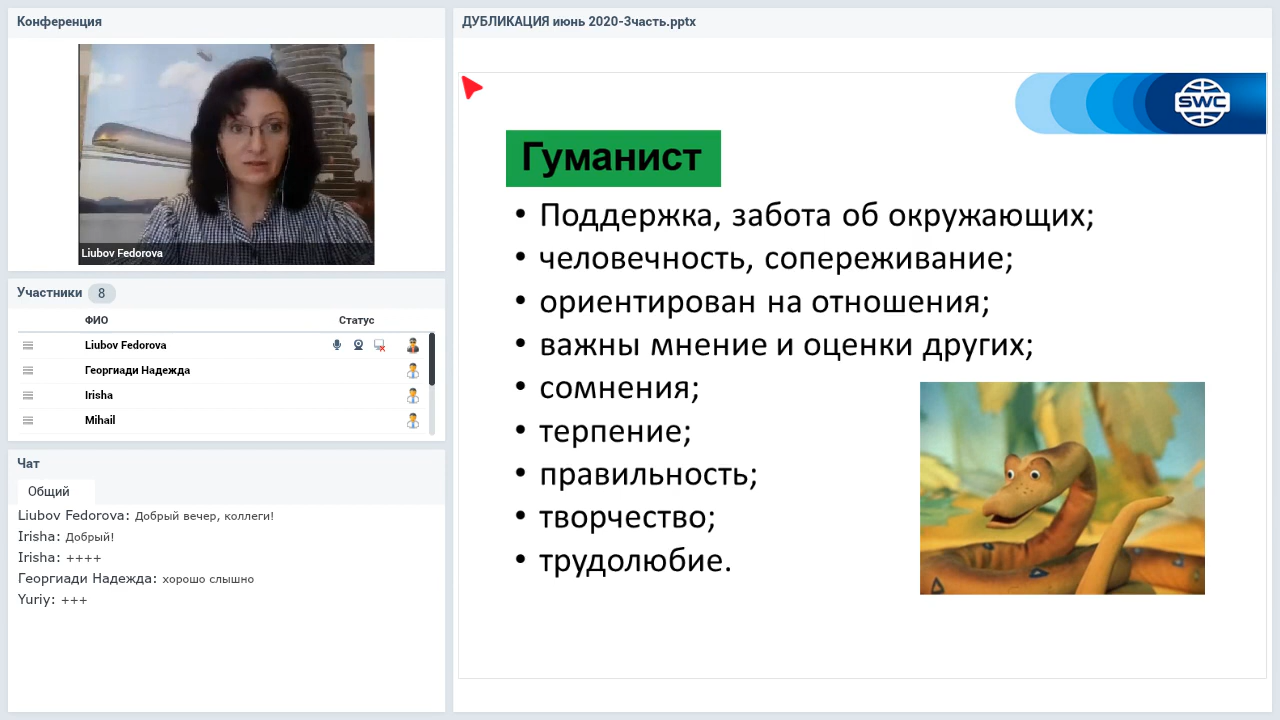 Конференция
Liubov Fedorova
Участники 8
ФИО Статус
Liubov Fedorova
Георгиади Надежда
Irisha
Mihail
Чат
Общий
Liubov Fedorova: Добрый вечер, коллеги!
Irisha: Добрый!
Irisha: ++++
Георгиади Надежда: хорошо слышно
Yuriy: +++
ДУБЛИКАЦИЯ июнь 2020-3часть.pptx
SWC
Гуманист
• Поддержка, забота об окружающих;
• человечность, сопереживание;
• ориентирован на отношения;
• важны мнение и оценки других;
• сомнения;
• терпение;
• правильность;
• творчество;
• трудолюбие.